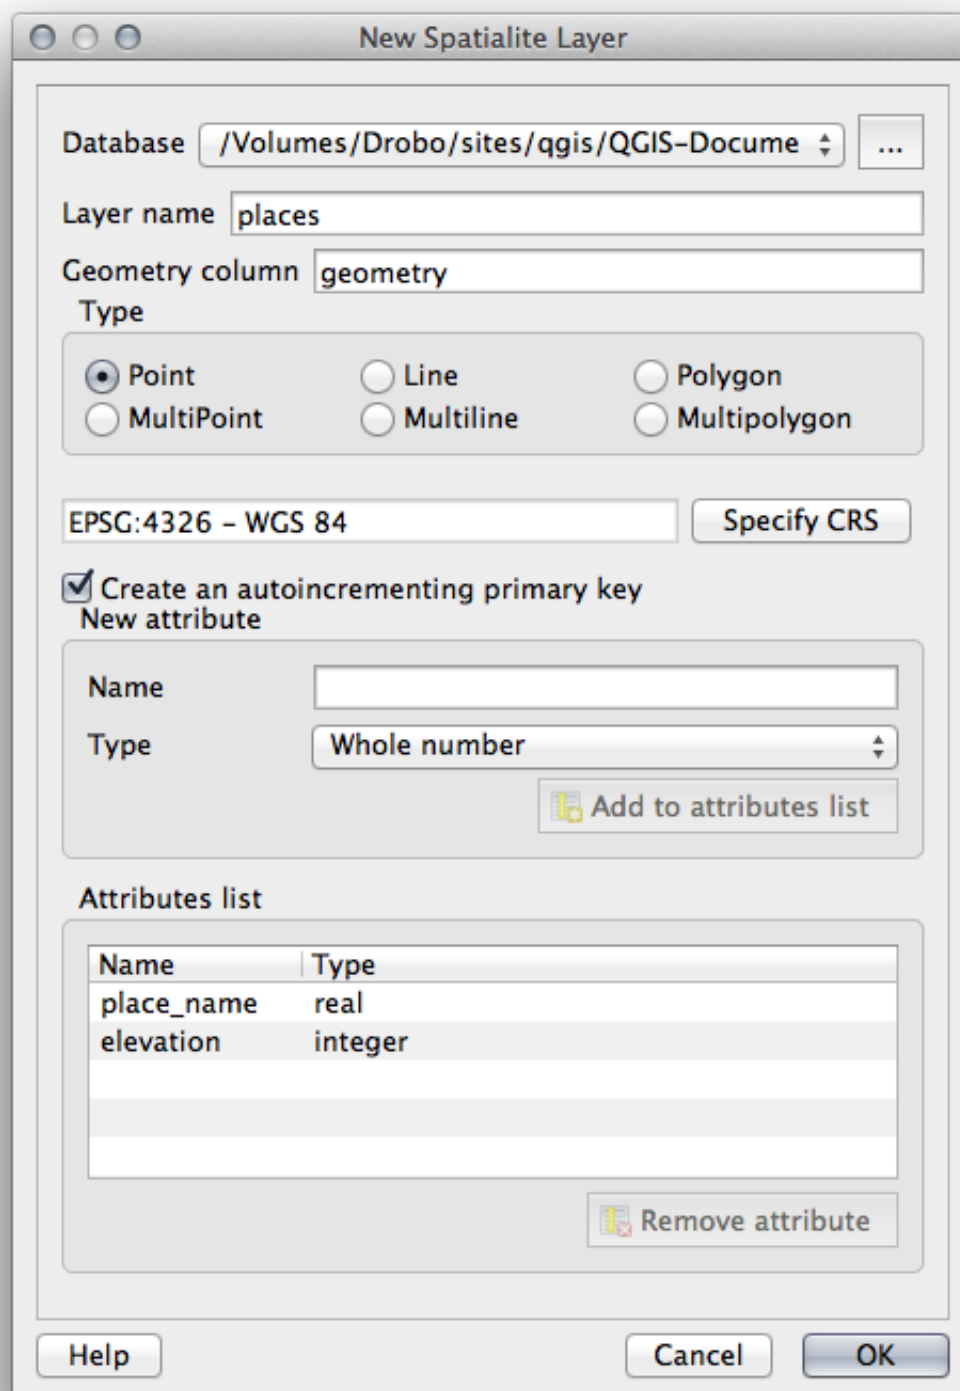 New Spatialite Layer
Database /Volumes/Drobo/sites/qgis/QGIS-Docume ...
Layer name places
Geometry column geometry
Type
Point Line Polygon
MultiPoint Multiline Multipolygon
EPSG:4326 – WGS 84 Specify CRS
Create an autoincrementing primary key
New attribute
Name
Type Whole number
Add to attributes list
Attributes list
Name Type
place_name real
elevation integer
Remove attribute
Help Cancel OK